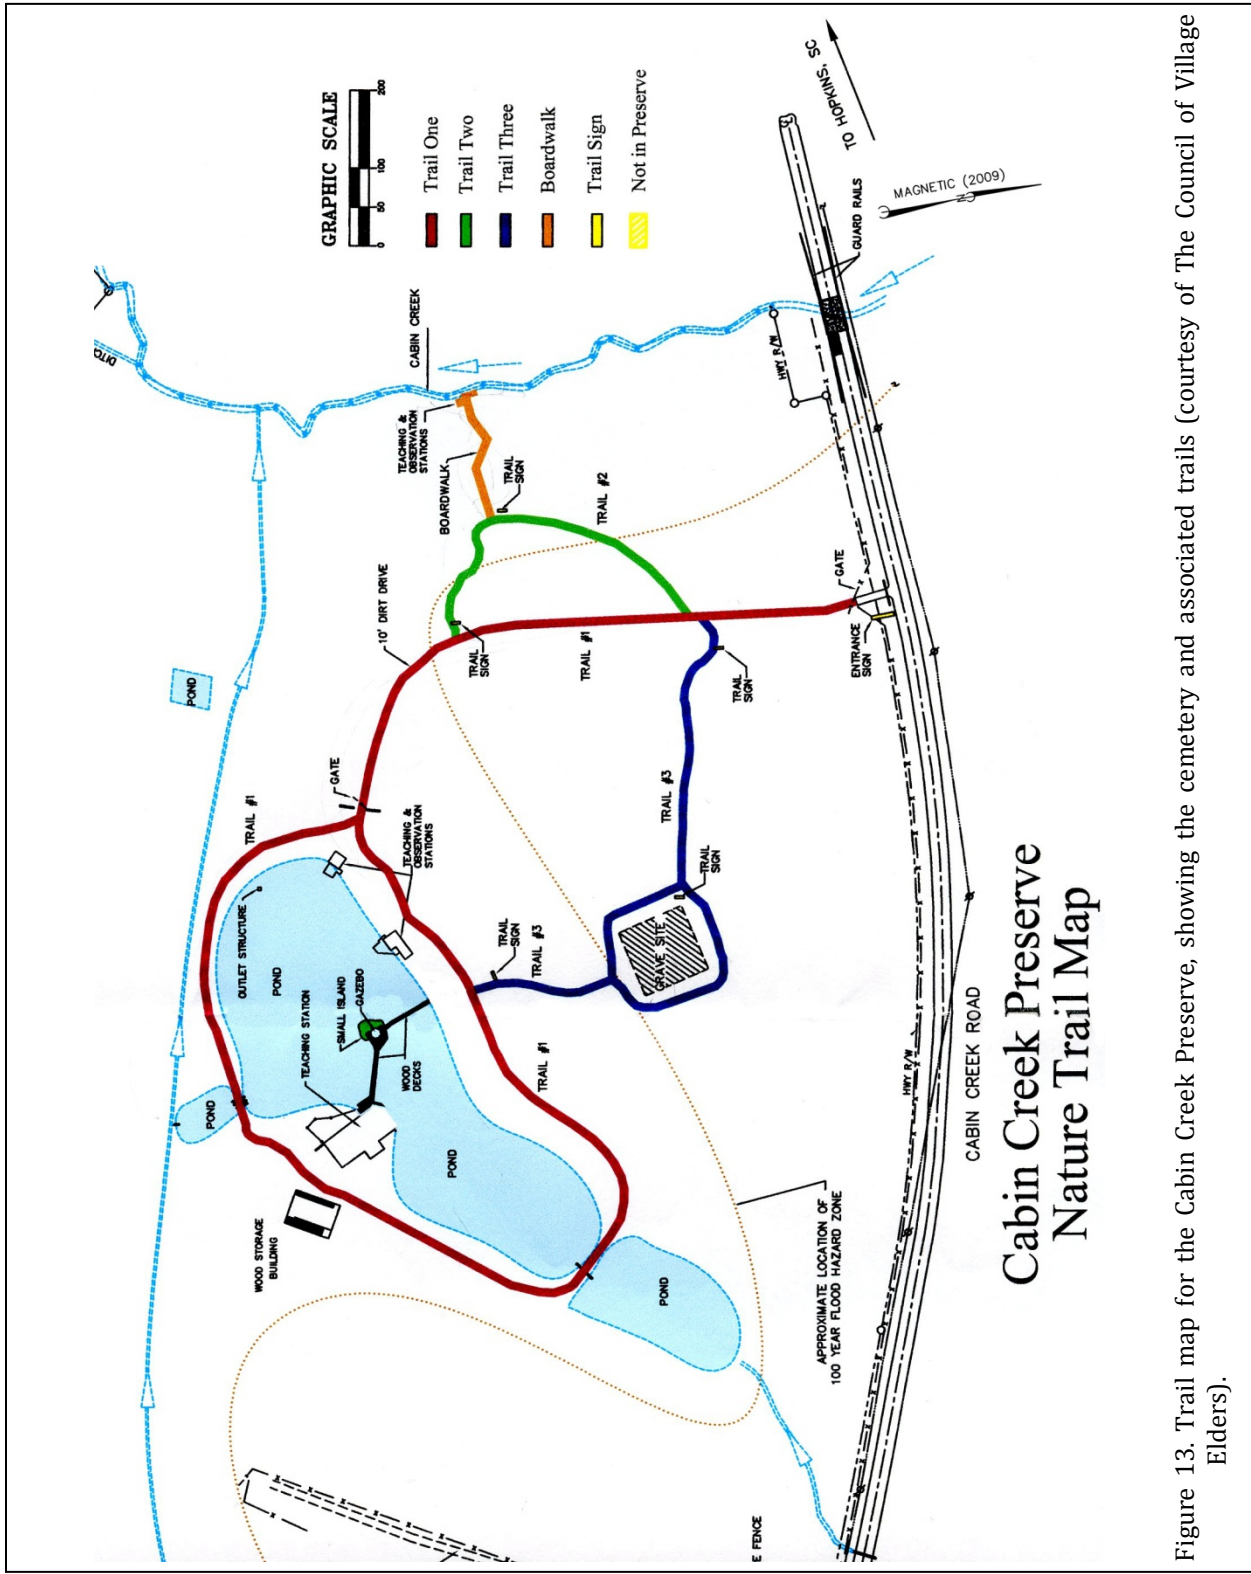 GRAPHIC SCALE
0 50 100 200
Trail One
Trail Two
Trail Three
Boardwalk
Trail Sign
Not in Preserve
TO HOPKINS, SC
MAGNETIC (2009)
GUARD RAILS
HWY R/W
DITC
CABIN CREEK
TEACHING &
OBSERVATION
STATIONS
BOARDWALK
TRAIL
SIGN
TRAIL #2
10' DIRT DRIVE
TRAIL
SIGN
TRAIL #1
GATE
ENTRANCE
SIGN
TRAIL
SIGN
POND
GATE
TRAIL #1
TEACHING &
OBSERVATION
STATIONS
TRAIL #3
TRAIL
SIGN
OUTLET STRUCTURE
POND
SMALL ISLAND
GAZEBO
TEACHING STATION
WOOD
DECKS
TRAIL
SIGN
TRAIL #3
GRAVE SITE
TRAIL #1
POND
POND
WOOD STORAGE
BUILDING
POND
APPROXIMATE LOCATION OF
100 YEAR FLOOD HAZARD ZONE
HWY R/W
CABIN CREEK ROAD
E FENCE
Cabin Creek Preserve
Nature Trail Map
Figure 13. Trail map for the Cabin Creek Preserve, showing the cemetery and associated trails (courtesy of The Council of Village
Elders).